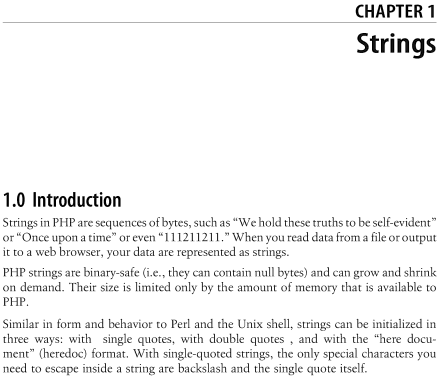 CHAPTER 1
Strings
1.0 Introduction
Strings in PHP are sequences of bytes, such as “We hold these truths to be self-evident”
or “Once upon a time” or even “111211211.” When you read data from a file or output
it to a web browser, your data are represented as strings.
PHP strings are binary-safe (i.e., they can contain null bytes) and can grow and shrink
on demand. Their size is limited only by the amount of memory that is available to
PHP.
Similar in form and behavior to Perl and the Unix shell, strings can be initialized in
three ways: with single quotes, with double quotes , and with the “here docu-
ment” (heredoc) format. With single-quoted strings, the only special characters you
need to escape inside a string are backslash and the single quote itself.